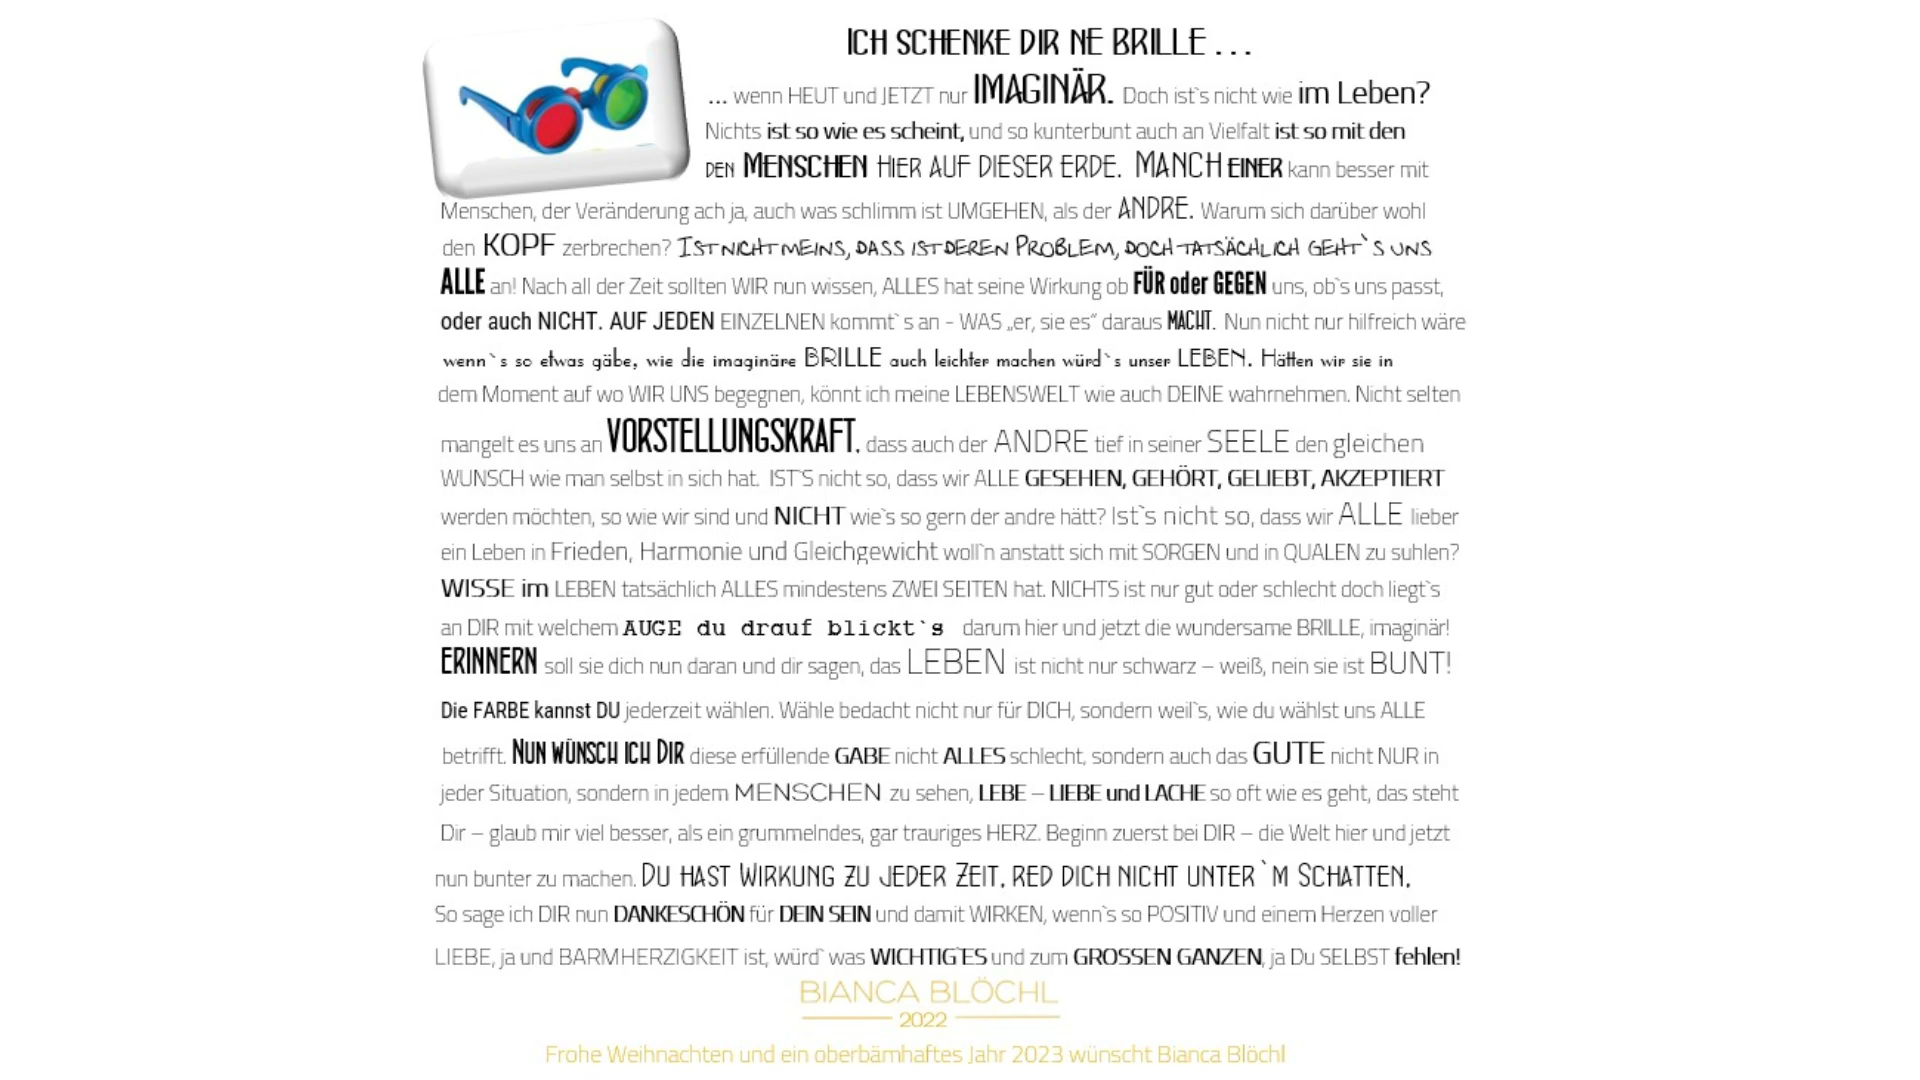 ICH SCHENKE DIR NE BRILLE . . .
... wenn HEUT und JETZT nur IMAGINÄR. Doch ist`s nicht wie im Leben?
Nichts ist so wie es scheint, und so kunterbunt auch an Vielfalt ist so mit den
DEN MENSCHEN HIER AUF DIESER ERDE. MANCH EINER kann besser mit
Menschen, der Veränderung ach ja, auch was schlimm ist UMGEHEN, als der ANDRE. Warum sich darüber wohl
den KOPF zerbrechen? IST NICHT MEINS, DASS IST DEREN PROBLEM, DOCH TATSÄCHLICH GEHT`S UNS
ALLE an! Nach all der Zeit sollten WIR nun wissen, ALLES hat seine Wirkung ob FÜR oder GEGEN uns, ob`s uns passt,
oder auch NICHT. AUF JEDEN EINZELNEN kommt`s an - WAS „er, sie es“ daraus MACHT. Nun nicht nur hilfreich wäre
wenn`s so etwas gäbe, wie die imaginäre BRILLE auch leichter machen würd`s unser LEBEN. Hätten wir sie in
dem Moment auf wo WIR UNS begegnen, könnt ich meine LEBENSWELT wie auch DEINE wahrnehmen. Nicht selten
mangelt es uns an VORSTELLUNGSKRAFT, dass auch der ANDRE tief in seiner SEELE den gleichen
WUNSCH wie man selbst in sich hat. IST`S nicht so, dass wir ALLE GESEHEN, GEHÖRT, GELIEBT, AKZEPTIERT
werden möchten, so wie wir sind und NICHT wie`s so gern der andre hätt? Ist`s nicht so, dass wir ALLE lieber
ein Leben in Frieden, Harmonie und Gleichgewicht woll`n anstatt sich mit SORGEN und in QUALEN zu suhlen?
WISSE im LEBEN tatsächlich ALLES mindestens ZWEI SEITEN hat. NICHTS ist nur gut oder schlecht doch liegt`s
an DIR mit welchem AUGE du drauf blickt`s darum hier und jetzt die wundersame BRILLE, imaginär!
ERINNERN soll sie dich nun daran und dir sagen, das LEBEN ist nicht nur schwarz – weiß, nein sie ist BUNT!
Die FARBE kannst DU jederzeit wählen. Wähle bedacht nicht nur für DICH, sondern weil`s, wie du wählst uns ALLE
betrifft. NUN WÜNSCH ICH DIR diese erfüllende GABE nicht ALLES schlecht, sondern auch das GUTE nicht NUR in
jeder Situation, sondern in jedem MENSCHEN zu sehen, LEBE – LIEBE und LACHE so oft wie es geht, das steht
Dir – glaub mir viel besser, als ein grummelndes, gar trauriges HERZ. Beginn zuerst bei DIR – die Welt hier und jetzt
nun bunter zu machen. DU HAST WIRKUNG ZU JEDER ZEIT, RED DICH NICHT UNTER`M SCHATTEN,
So sage ich DIR nun DANKESCHÖN für DEIN SEIN und damit WIRKEN, wenn`s so POSITIV und einem Herzen voller
LIEBE, ja und BARMHERZIGKEIT ist, würd` was WICHTIG`ES und zum GROSSEN GANZEN, ja Du SELBST fehlen!
BIANCA BLÖCHL
2022
Frohe Weihnachten und ein oberbämhaftes Jahr 2023 wünscht Bianca Blöchl